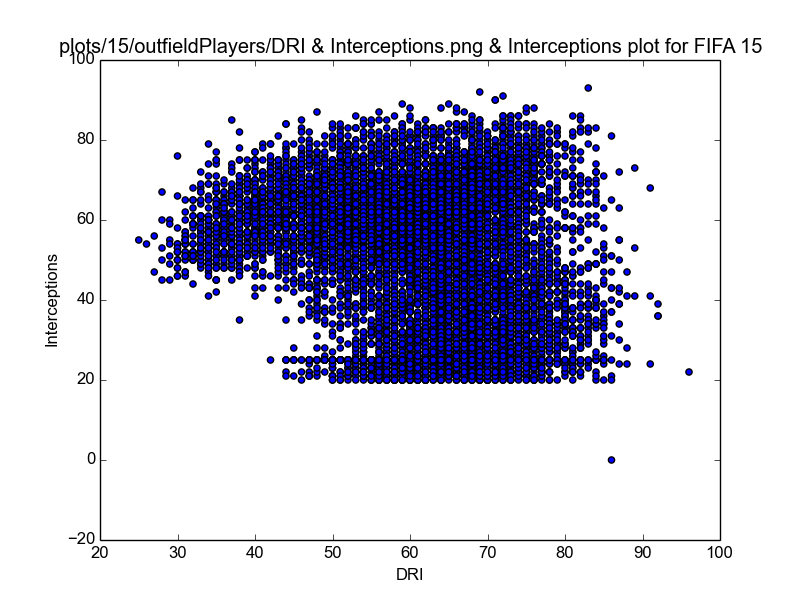 plots/15/outfieldPlayers/DRI & Interceptions.png & Interceptions plot for FIFA 15
100
80
60
40
20
0
−20
Interceptions
20 30 40 50 60 70 80 90 100
DRI